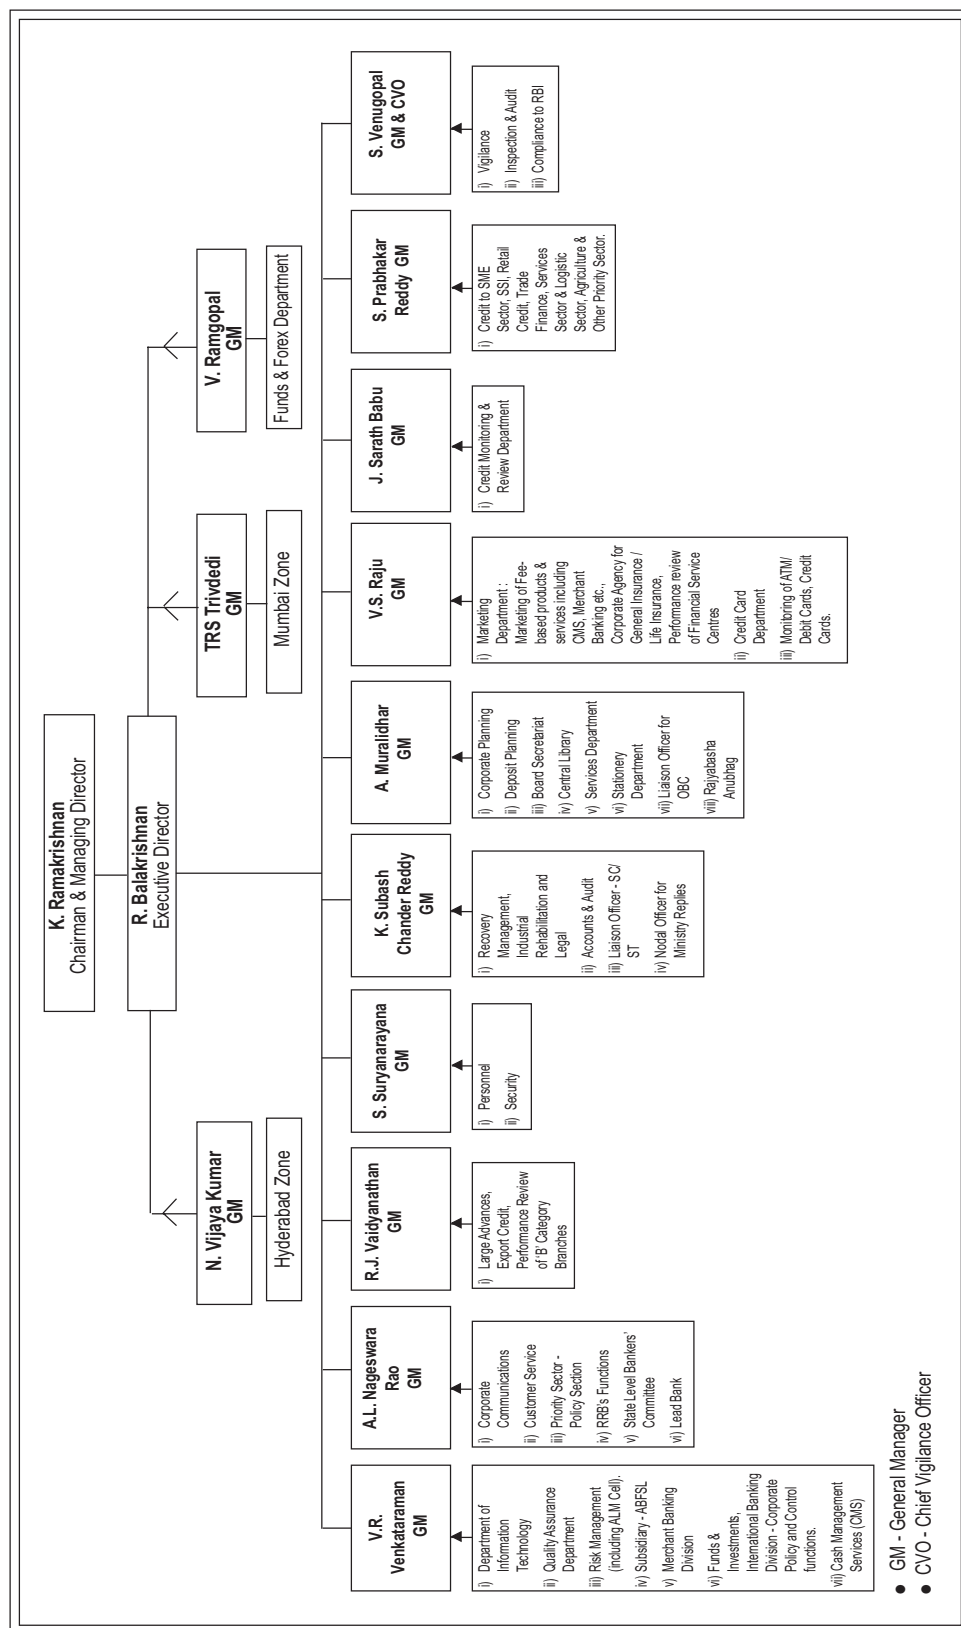 K. Ramakrishnan
Chairman & Managing Director
R. Balakrishnan
Executive Director
N. Vijaya Kumar
GM
Hyderabad Zone
TRS Trivdedi
GM
Mumbai Zone
V. Ramgopal
GM
Funds & Forex Department
V.R.
Venkataraman
GM
i) Department of
Information
Technology
ii) Quality Assurance
Department
iii) Risk Management
(including ALM Cell).
iv) Subsidiary - ABFSL
v) Merchant Banking
Division
vi) Funds &
Investments,
International Banking
Division - Corporate
Policy and Control
functions.
vii) Cash Management
Services (CMS)
A.L. Nageswara
Rao
GM
i) Corporate
Communications
ii) Customer Service
iii) Priority Sector -
Policy Section
iv) RRB's Functions
v) State Level Bankers'
Committee
vi) Lead Bank
R.J. Vaidyanathan
GM
i) Large Advances,
Export Credit,
Performance Review
of 'B' Category
Branches
S. Suryanarayana
GM
i) Personnel
ii) Security
K. Subash
Chander Reddy
GM
i) Recovery
Management,
Industrial
Rehabilitation and
Legal
ii) Accounts & Audit
iii) Liaison Officer - SC/
ST
iv) Nodal Officer for
Ministry Replies
A. Muralidhar
GM
i) Corporate Planning
ii) Deposit Planning
iii) Board Secretariat
iv) Central Library
v) Services Department
vi) Stationery
Department
vii) Liaison Officer for
OBC
viii) Rajyabasha
Anubhag
V.S. Raju
GM
i) Marketing
Department :
Marketing of Fee-
based products &
services including
CMS, Merchant
Banking etc.,
Corporate Agency for
General Insurance /
Life Insurance,
Performance review
of Financial Service
Centres
ii) Credit Card
Department
iii) Monitoring of ATM/
Debit Cards, Credit
Cards.
J. Sarath Babu
GM
i) Credit Monitoring &
Review Department
S. Prabhakar
Reddy GM
i) Credit to SME
Sector, SSI, Retail
Credit, Trade
Finance, Services
Sector & Logistic
Sector, Agriculture &
Other Priority Sector.
S. Venugopal
GM & CVO
i) Vigilance
ii) Inspection & Audit
iii) Compliance to RBI
● GM - General Manager
● CVO - Chief Vigilance Officer